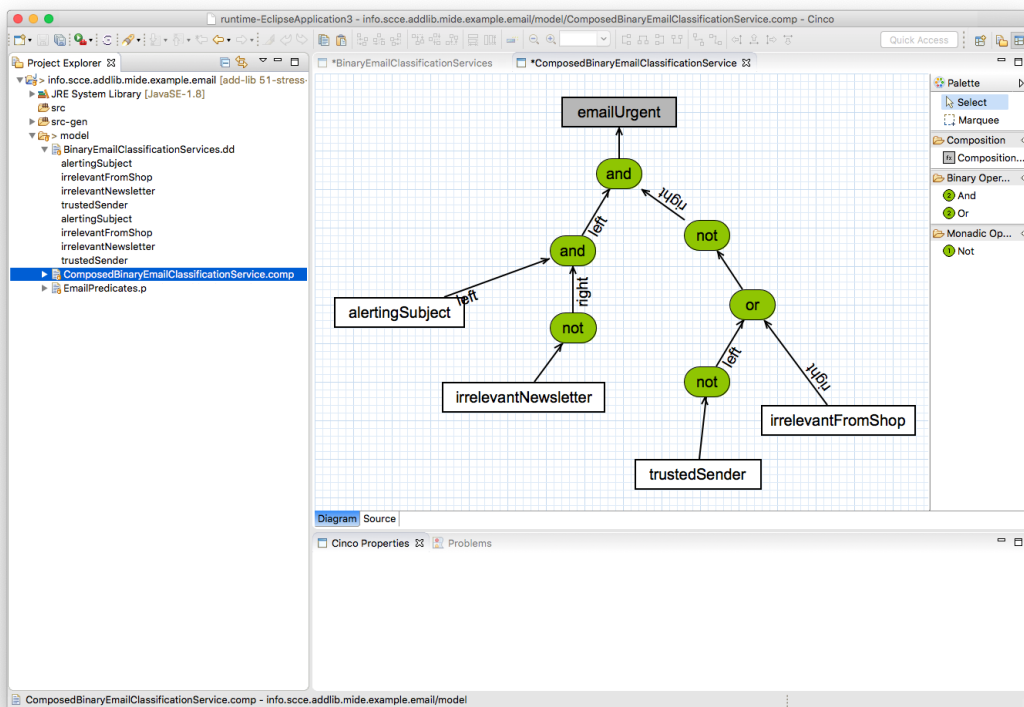 runtime-EclipseApplication3 - info.scce.addlib.mide.example.email/model/ComposedBinaryEmailClassificationService.comp - Cinco
Quick Access
Project Explorer
> info.scce.addlib.mide.example.email [add-lib 51-stress-
JRE System Library [JavaSE-1.8]
src
src-gen
> model
BinaryEmailClassificationServices.dd
alertingSubject
irrelevantFromShop
irrelevantNewsletter
trustedSender
alertingSubject
irrelevantFromShop
irrelevantNewsletter
trustedSender
ComposedBinaryEmailClassificationService.comp
EmailPredicates.p
*BinaryEmailClassificationServices
*ComposedBinaryEmailClassificationService
emailUrgent
and
left
right
and
not
left
right
or
alertingSubject
not
left
right
not
irrelevantNewsletter
irrelevantFromShop
trustedSender
Palette
Select
Marquee
Composition
fx
Composition...
Binary Oper...
2 And
2 Or
Monadic Op...
1 Not
Diagram
Source
Cinco Properties
Problems
ComposedBinaryEmailClassificationService.comp - info.scce.addlib.mide.example.email/model